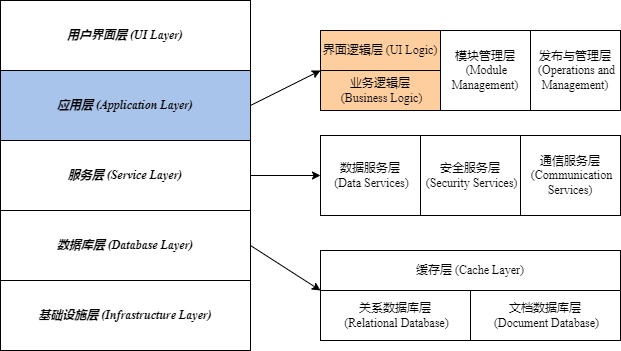 用户界面层 (UI Layer)
应用层 (Application Layer)
服务层 (Service Layer)
数据库层 (Database Layer)
基础设施层 (Infrastructure Layer)
界面逻辑层 (UI Logic)
业务逻辑层
(Business Logic)
模块管理层
(Module
Management)
发布与管理层
(Operations and
Management)
数据服务层
(Data Services)
安全服务层
(Security Services)
通信服务层
(Communication
Services)
缓存层 (Cache Layer)
关系数据库层
(Relational Database)
文档数据库层
(Document Database)